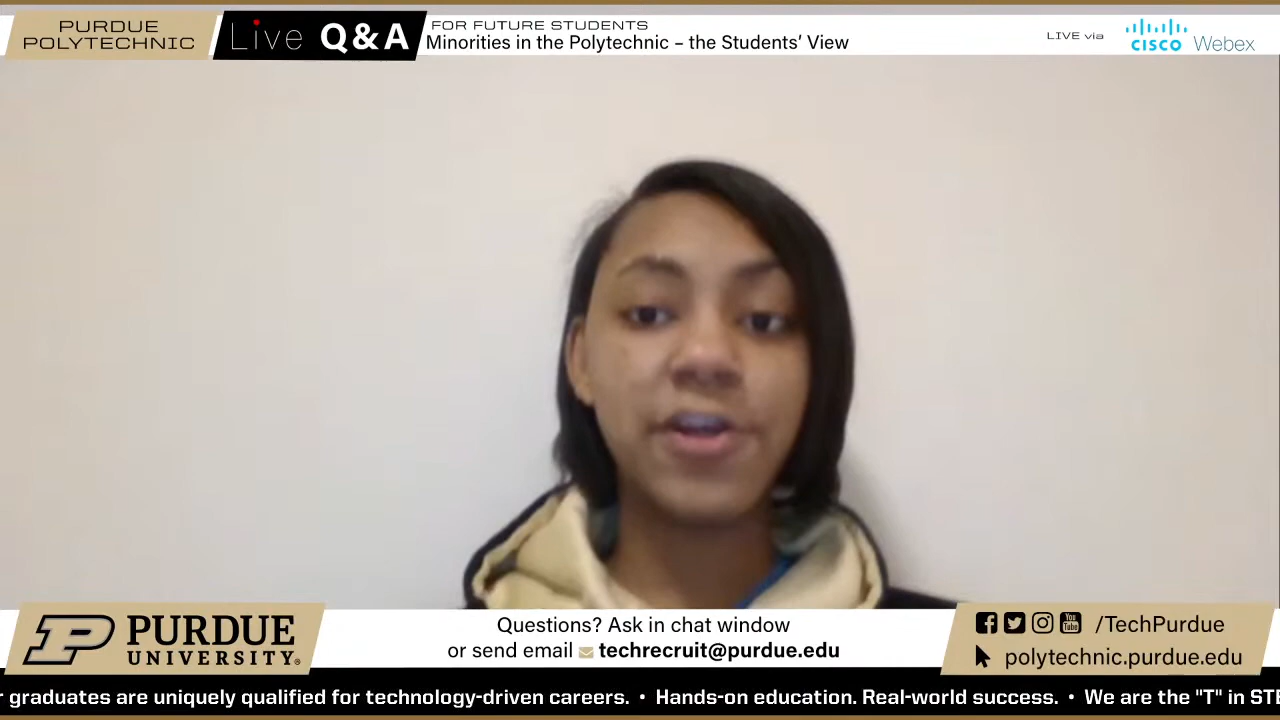 PURDUE
POLYTECHNIC
Live Q&A
FOR FUTURE STUDENTS
Minorities in the Polytechnic – the Students' View
LIVE via
CISCO Webex
P PURDUE
UNIVERSITY®
Questions? Ask in chat window
or send email techrecruit@purdue.edu
You Tube /TechPurdue
polytechnic.purdue.edu
r graduates are uniquely qualified for technology-driven careers. • Hands-on education. Real-world success. • We are the "T" in STE